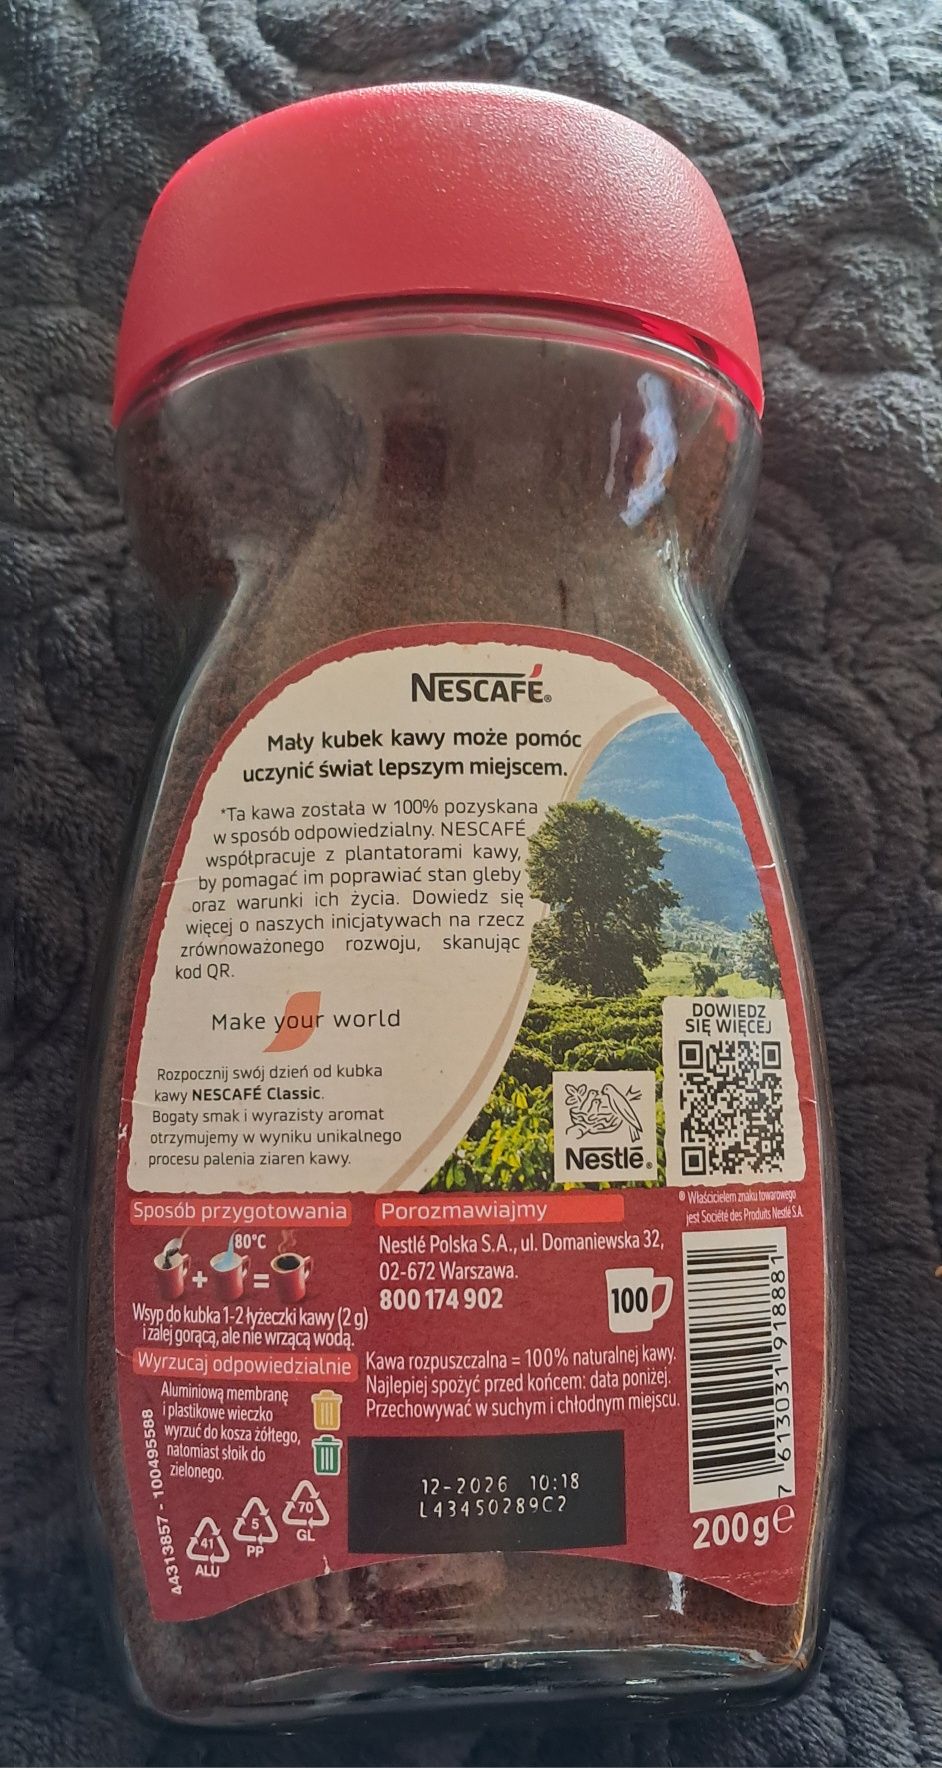 NESCAFÉ®
Mały kubek kawy może pomóc
uczynić świat lepszym miejscem.
*Ta kawa została w 100% pozyskana
w sposób odpowiedzialny. NESCAFÉ
współpracuje z plantatorami kawy,
by pomagać im poprawiać stan gleby
oraz warunki ich życia. Dowiedz się
więcej o naszych inicjatywach na rzecz
zrównoważonego rozwoju, skanując
kod QR.
Make your world
Rozpocznij swój dzień od kubka
kawy NESCAFÉ Classic.
Bogaty smak i wyrazisty aromat
otrzymujemy w wyniku unikalnego
procesu palenia ziaren kawy.
DOWIEDZ
SIĘ WIĘCEJ
Nestlé®
® Właścicielem znaku towarowego
jest Société des Produits Nestlé S.A.
Sposób przygotowania
80°C
+ =
Wsyp do kubka 1-2 łyżeczki kawy (2 g)
i zalej gorącą, ale nie wrzącą wodą.
Porozmawiajmy
Nestlé Polska S.A., ul. Domaniewska 32,
02-672 Warszawa.
800 174 902
100
Wyrzucaj odpowiedzialnie
Aluminiową membranę
i plastikowe wieczko
wyrzuć do kosza żółtego,
natomiast słoik do
zielonego.
Kawa rozpuszczalna = 100% naturalnej kawy.
Najlepiej spożyć przed końcem: data poniżej.
Przechowywać w suchym i chłodnym miejscu.
12-2026 10:18
L43450289C2
44313857 - 100495588
41
ALU
5
PP
70
GL
7 613031 918881
200g e